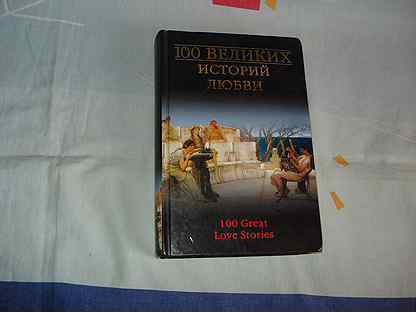 100 ВЕЛИКИХ
ИСТОРИЙ
ЛЮБВИ
100 Great
Love Stories